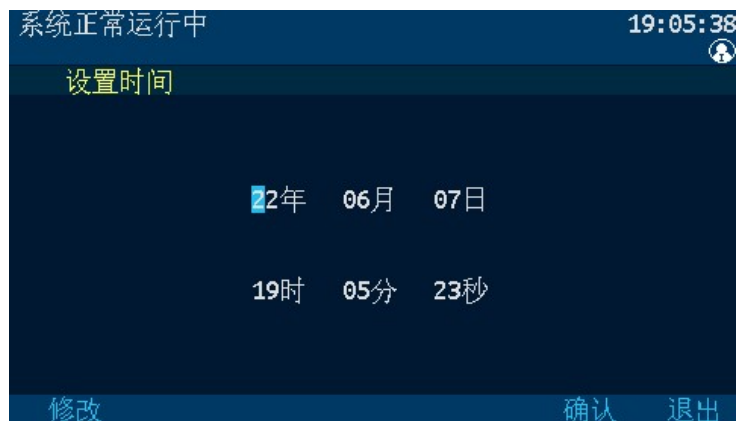 系统正常运行中 19:05:38
设置时间
22年 06月 07日
19时 05分 23秒
修改 确认 退出